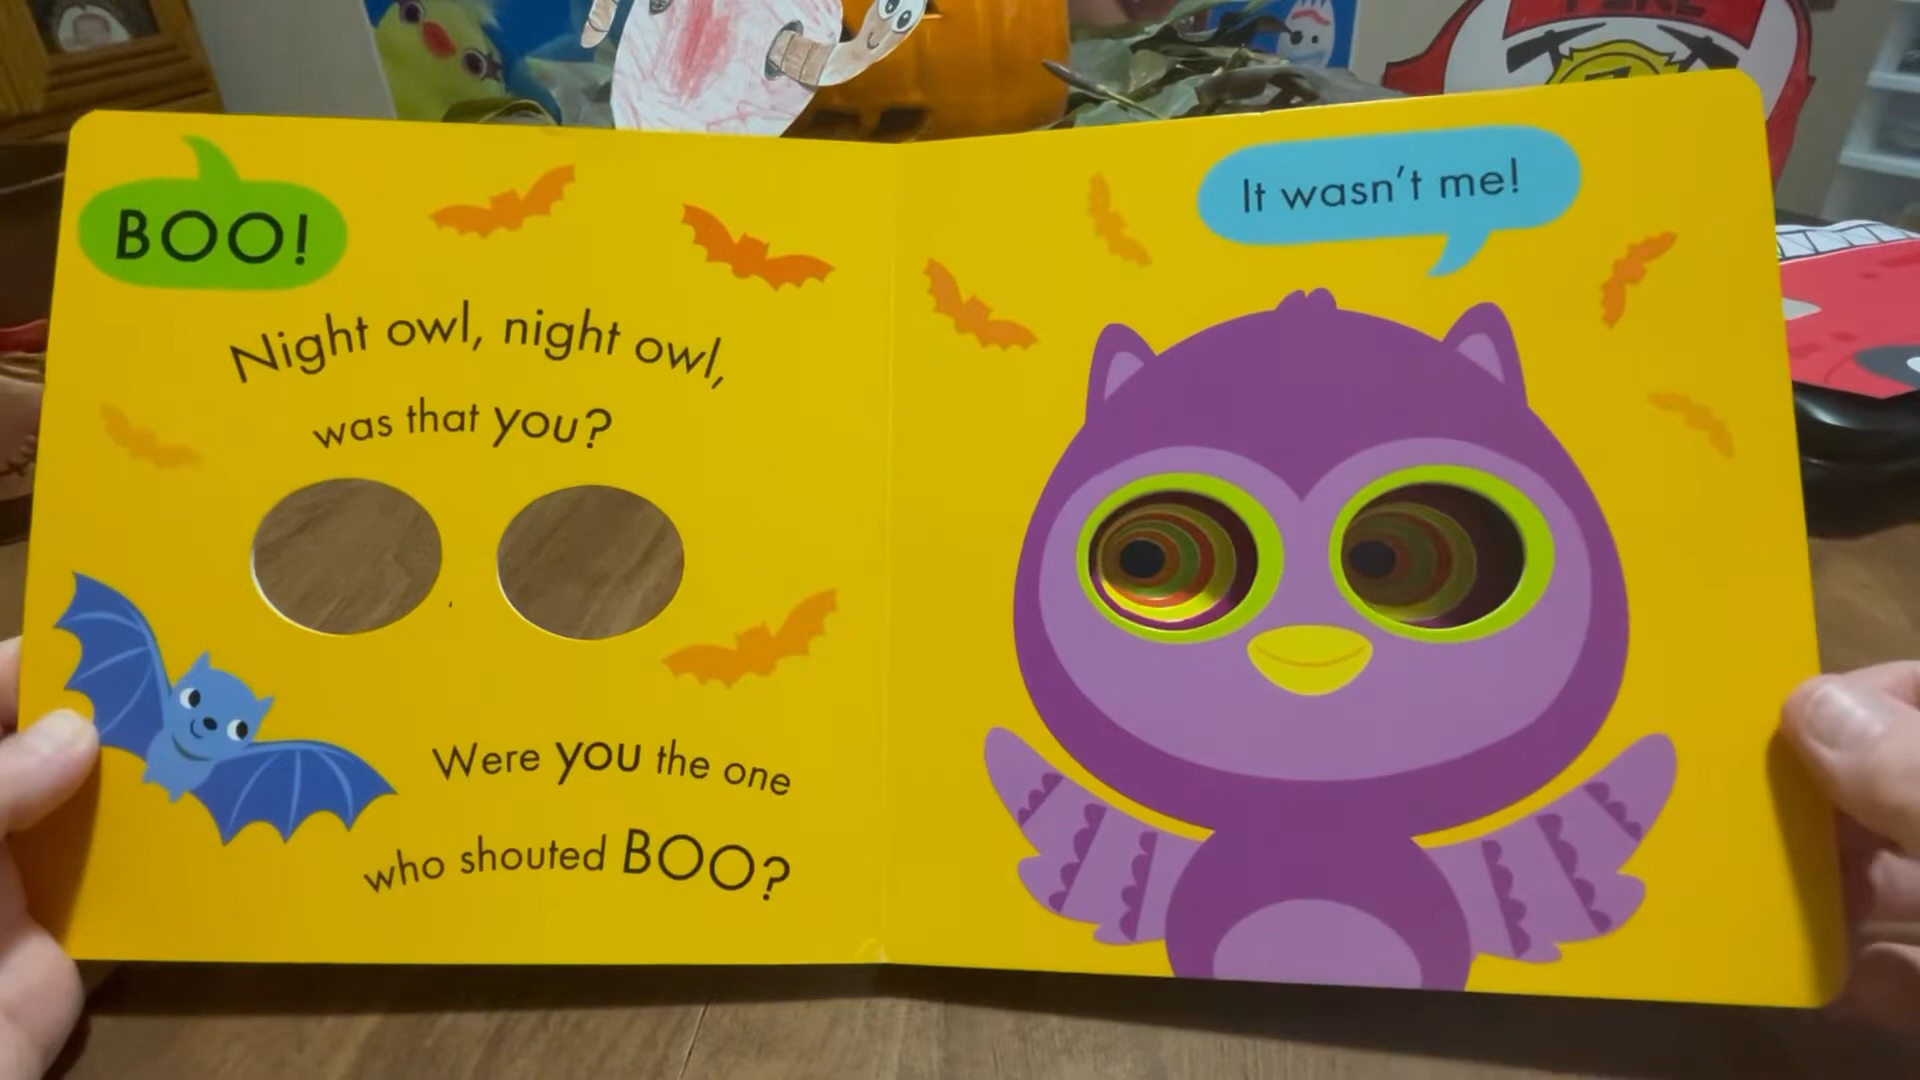 BOO!
Night owl, night owl,
was that you?
Were you the one
who shouted BOO?
It wasn't me!